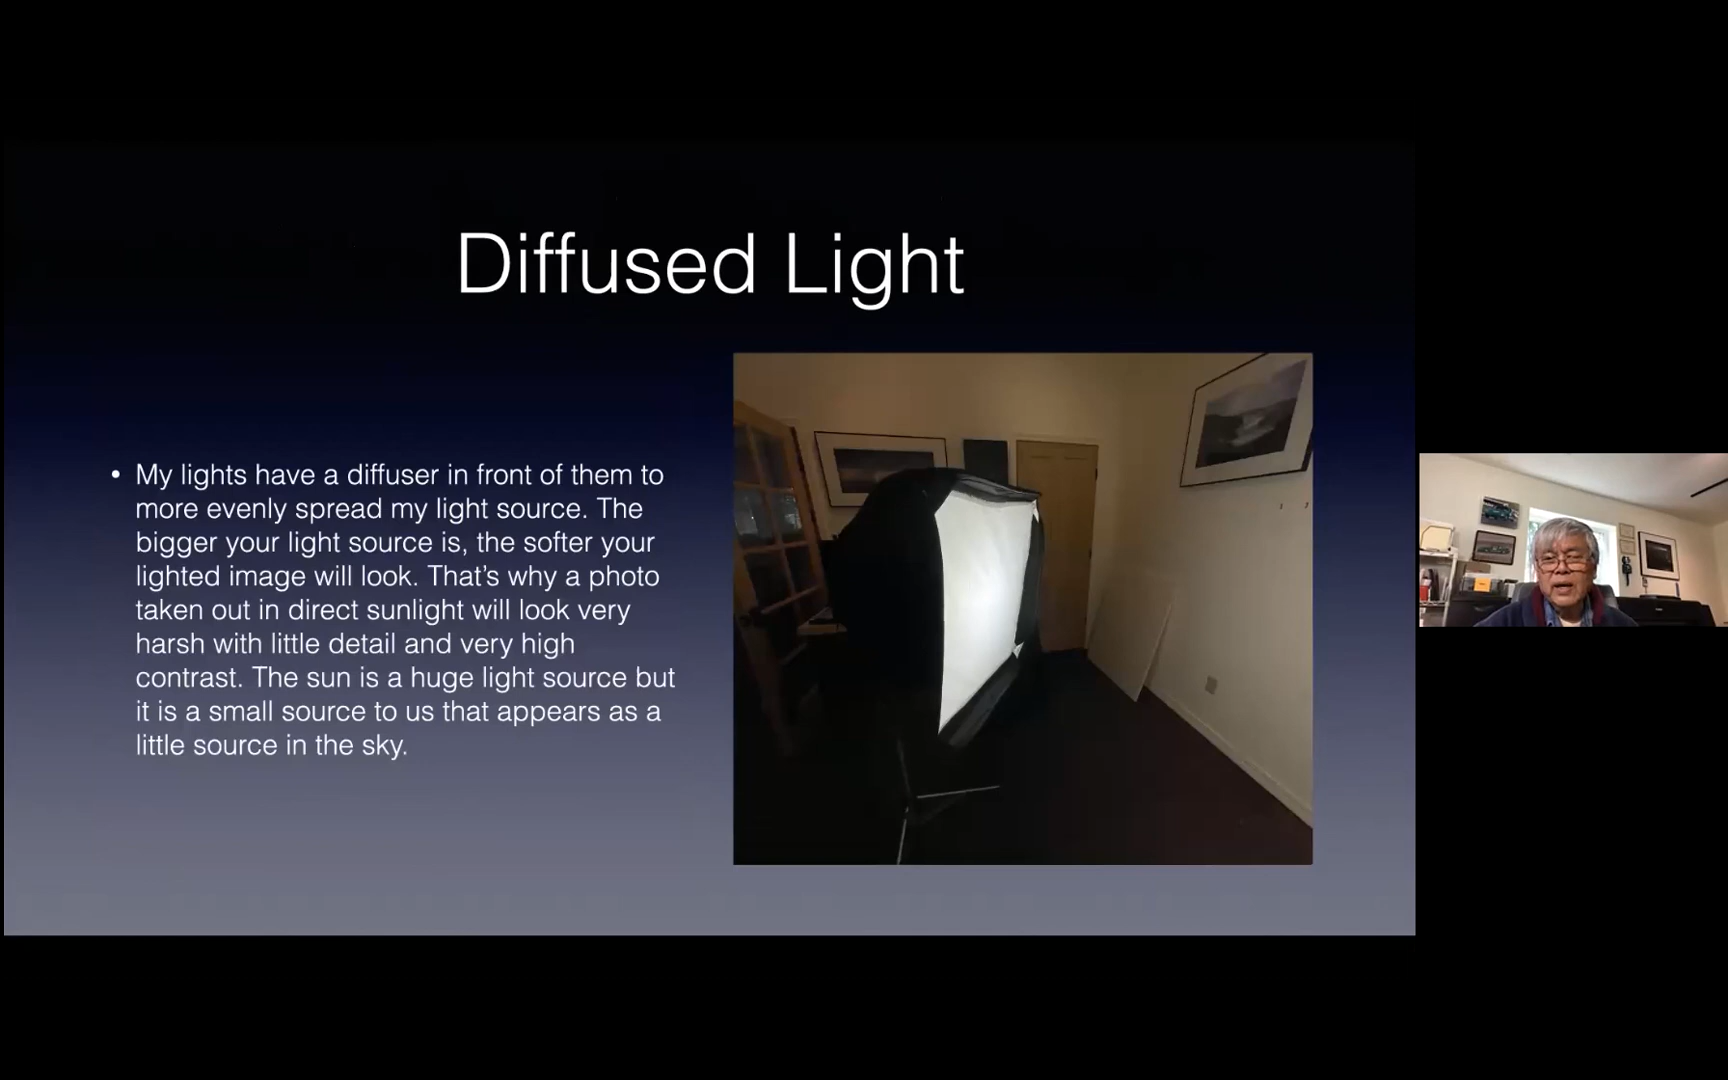 Diffused Light
• My lights have a diffuser in front of them to
more evenly spread my light source. The
bigger your light source is, the softer your
lighted image will look. That’s why a photo
taken out in direct sunlight will look very
harsh with little detail and very high
contrast. The sun is a huge light source but
it is a small source to us that appears as a
little source in the sky.